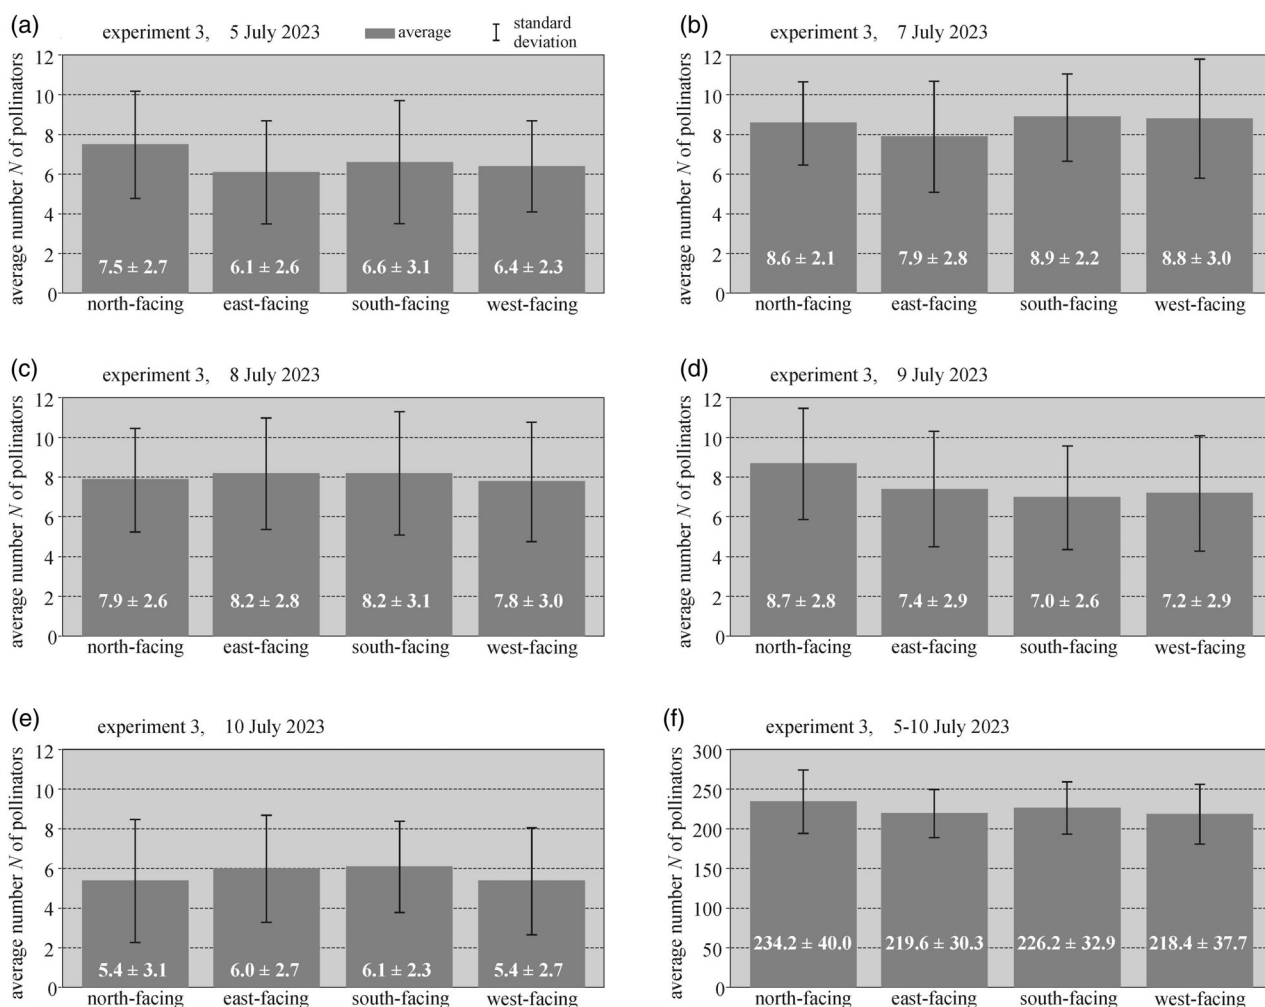 (a) experiment 3, 5 July 2023 average standard deviation
average number N of pollinators
12
10
8
6
4
2
0
7.5 ± 2.7 6.1 ± 2.6 6.6 ± 3.1 6.4 ± 2.3
north-facing east-facing south-facing west-facing
(b) experiment 3, 7 July 2023
average number N of pollinators
12
10
8
6
4
2
0
8.6 ± 2.1 7.9 ± 2.8 8.9 ± 2.2 8.8 ± 3.0
north-facing east-facing south-facing west-facing
(c) experiment 3, 8 July 2023
average number N of pollinators
12
10
8
6
4
2
0
7.9 ± 2.6 8.2 ± 2.8 8.2 ± 3.1 7.8 ± 3.0
north-facing east-facing south-facing west-facing
(d) experiment 3, 9 July 2023
average number N of pollinators
12
10
8
6
4
2
0
8.7 ± 2.8 7.4 ± 2.9 7.0 ± 2.6 7.2 ± 2.9
north-facing east-facing south-facing west-facing
(e) experiment 3, 10 July 2023
average number N of pollinators
12
10
8
6
4
2
0
5.4 ± 3.1 6.0 ± 2.7 6.1 ± 2.3 5.4 ± 2.7
north-facing east-facing south-facing west-facing
(f) experiment 3, 5-10 July 2023
average number N of pollinators
300
250
200
150
100
50
0
234.2 ± 40.0 219.6 ± 30.3 226.2 ± 32.9 218.4 ± 37.7
north-facing east-facing south-facing west-facing